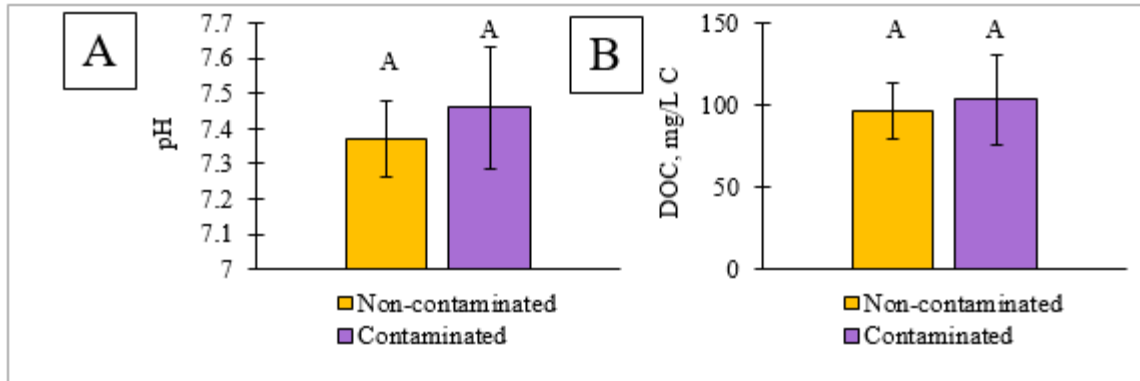 A
7.7
7.6
7.5
7.4
7.3
7.2
7.1
7
pH
A
A
Non-contaminated
Contaminated
B
150
100
50
0
DOC, mg/L C
A
A
Non-contaminated
Contaminated